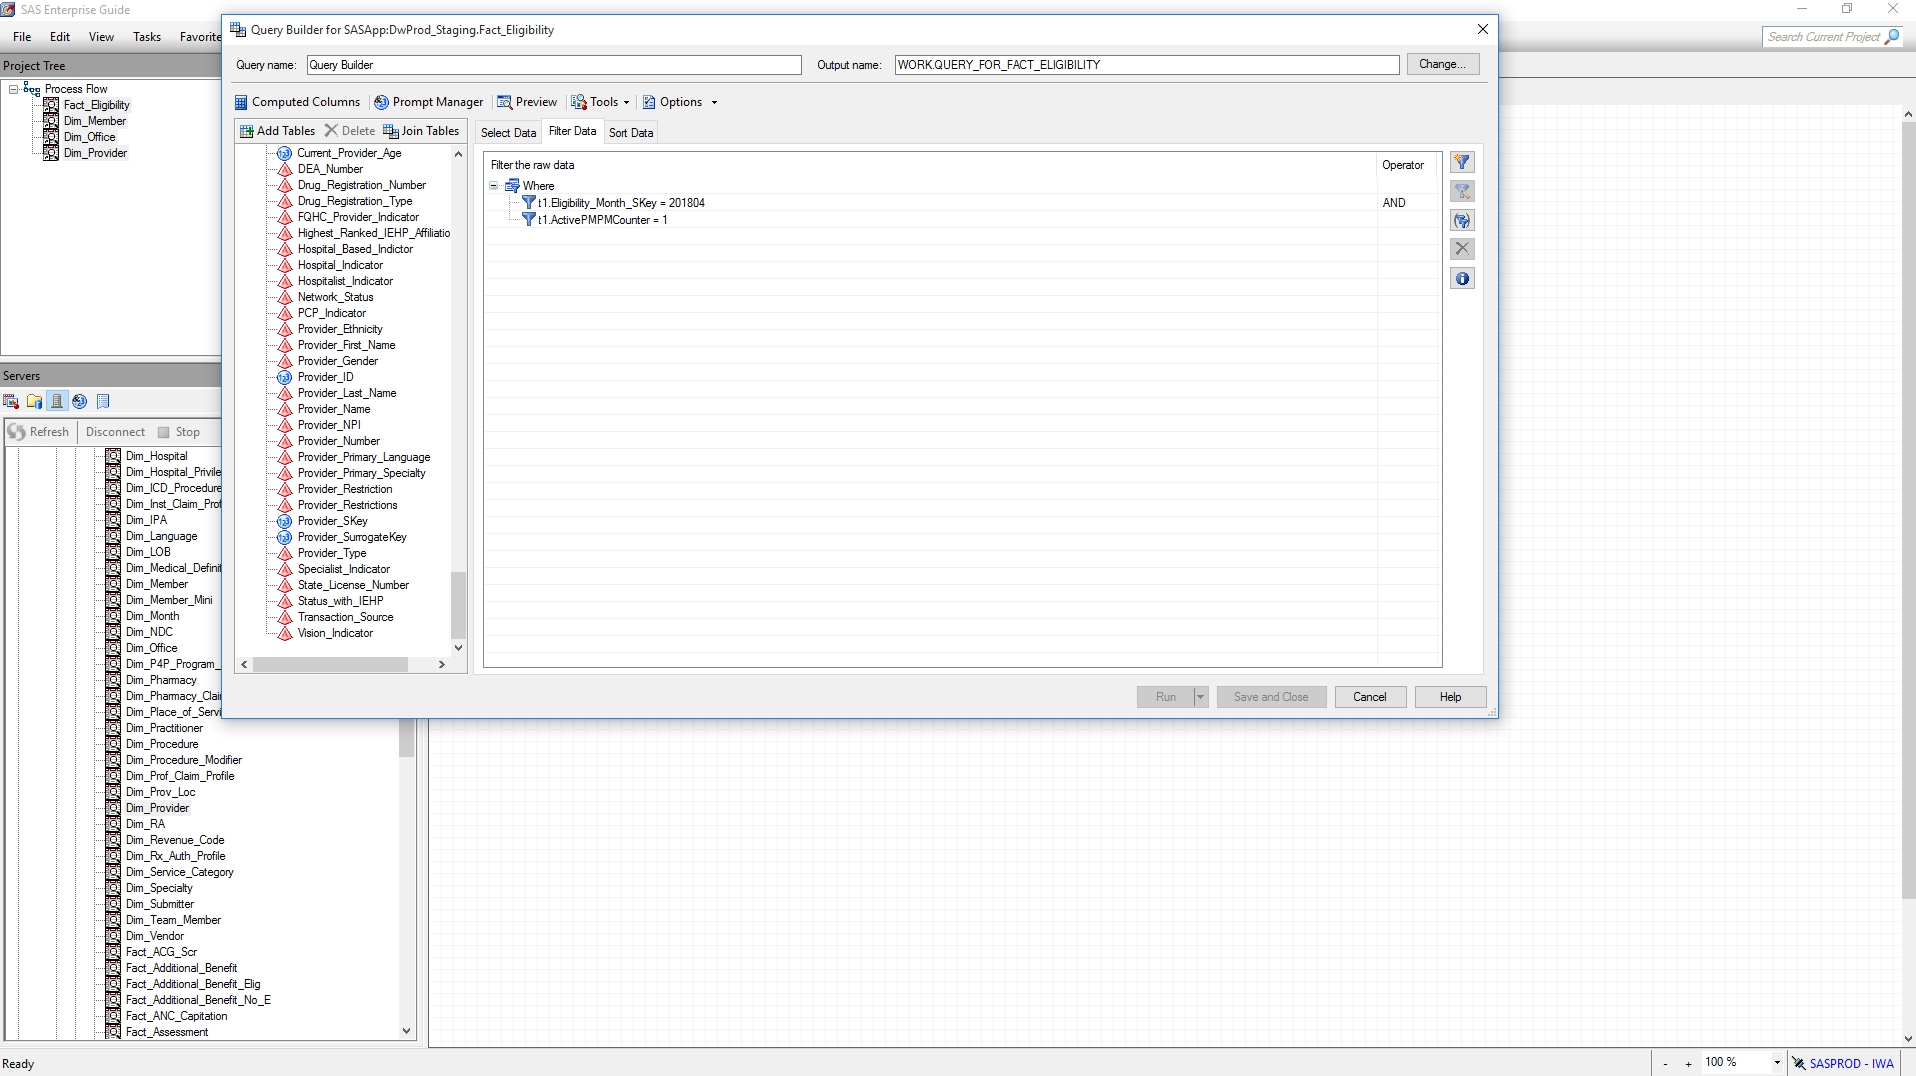 SAS Enterprise Guide
File Edit View Tasks Favorite
Search Current Project
Project Tree
Process Flow
Fact_Eligibility
Dim_Member
Dim_Office
Dim_Provider
Servers
Refresh Disconnect Stop
Dim_Hospital
Dim_Hospital_Privile
Dim_ICD_Procedure
Dim_Inst_Claim_Prof
Dim_IPA
Dim_Language
Dim_LOB
Dim_Medical_Definit
Dim_Member
Dim_Member_Mini
Dim_Month
Dim_NDC
Dim_Office
Dim_P4P_Program_
Dim_Pharmacy
Dim_Pharmacy_Clai
Dim_Place_of_Servi
Dim_Practitioner
Dim_Procedure
Dim_Procedure_Modifier
Dim_Prof_Claim_Profile
Dim_Prov_Loc
Dim_Provider
Dim_RA
Dim_Revenue_Code
Dim_Rx_Auth_Profile
Dim_Service_Category
Dim_Specialty
Dim_Submitter
Dim_Team_Member
Dim_Vendor
Fact_ACG_Scr
Fact_Additional_Benefit
Fact_Additional_Benefit_Elig
Fact_Additional_Benefit_No_E
Fact_ANC_Capitation
Fact_Assessment
Query Builder for SASApp:DwProd_Staging.Fact_Eligibility
Query name: Query Builder Output name: WORK.QUERY_FOR_FACT_ELIGIBILITY Change...
Computed Columns Prompt Manager Preview Tools Options
Add Tables Delete Join Tables
Current_Provider_Age
DEA_Number
Drug_Registration_Number
Drug_Registration_Type
FQHC_Provider_Indicator
Highest_Ranked_IEHP_Affiliatio
Hospital_Based_Indictor
Hospital_Indicator
Hospitalist_Indicator
Network_Status
PCP_Indicator
Provider_Ethnicity
Provider_First_Name
Provider_Gender
Provider_ID
Provider_Last_Name
Provider_Name
Provider_NPI
Provider_Number
Provider_Primary_Language
Provider_Primary_Specialty
Provider_Restriction
Provider_Restrictions
Provider_SKey
Provider_SurrogateKey
Provider_Type
Specialist_Indicator
State_License_Number
Status_with_IEHP
Transaction_Source
Vision_Indicator
Select Data Filter Data Sort Data
Filter the raw data Operator
Where
t1.Eligibility_Month_SKey = 201804 AND
t1.ActivePMPMCounter = 1
Run Save and Close Cancel Help
Ready
- + 100 % SASPROD - IWA